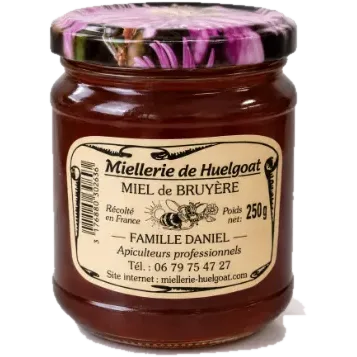 Miellerie de Huelgoat
MIEL de BRUYÈRE
Récolté
en France
Poids
net: 250g
FAMILLE DANIEL
Apiculteurs professionnels
Tél. : 06 79 75 47 27
Site internet ; miellerie-huelgoat.com